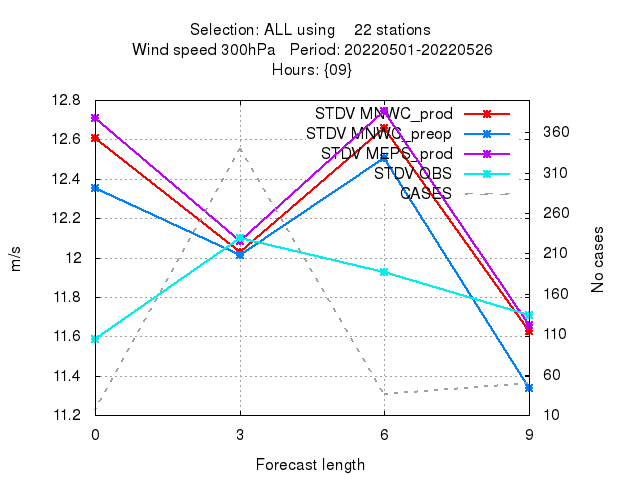 Selection: ALL using    22 stations
Wind speed 300hPa   Period: 20220501-20220526
Hours: {09}
12.8
12.6
12.4
12.2
12
11.8
11.6
11.4
11.2
m/s
STDV MNWC_prod
STDV MNWC_preop
STDV MEPS_prod
STDV OBS
CASES
360
310
260
210
160
110
60
10
No cases
0 3 6 9
Forecast length